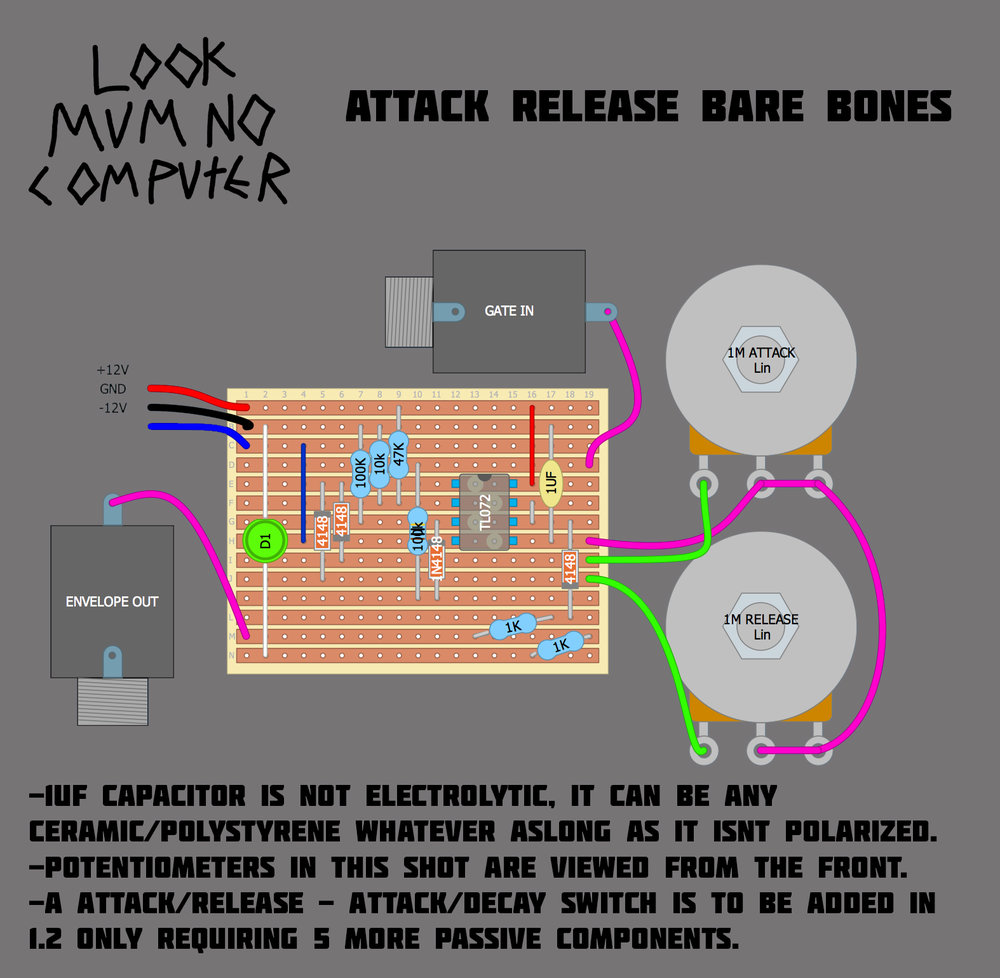 LOOK
MUM NO
COMPUTER
ATTACK RELEASE BARE BONES
GATE IN
1M ATTACK
Lin
+12V
GND
-12V
1 2 3 4 5 6 7 8 9 10 11 12 13 14 15 16 17 18 19
100K
10k
47K
1UF
TL072
4148
4148
D1
N4148
4148
ENVELOPE OUT
1M RELEASE
Lin
1K
1K
-1UF CAPACITOR IS NOT ELECTROLYTIC, IT CAN BE ANY
CERAMIC/POLYSTYRENE WHATEVER ASLONG AS IT ISNT POLARIZED.
-POTENTIOMETERS IN THIS SHOT ARE VIEWED FROM THE FRONT.
-A ATTACK/RELEASE - ATTACK/DECAY SWITCH IS TO BE ADDED IN
1.2 ONLY REQUIRING 5 MORE PASSIVE COMPONENTS.